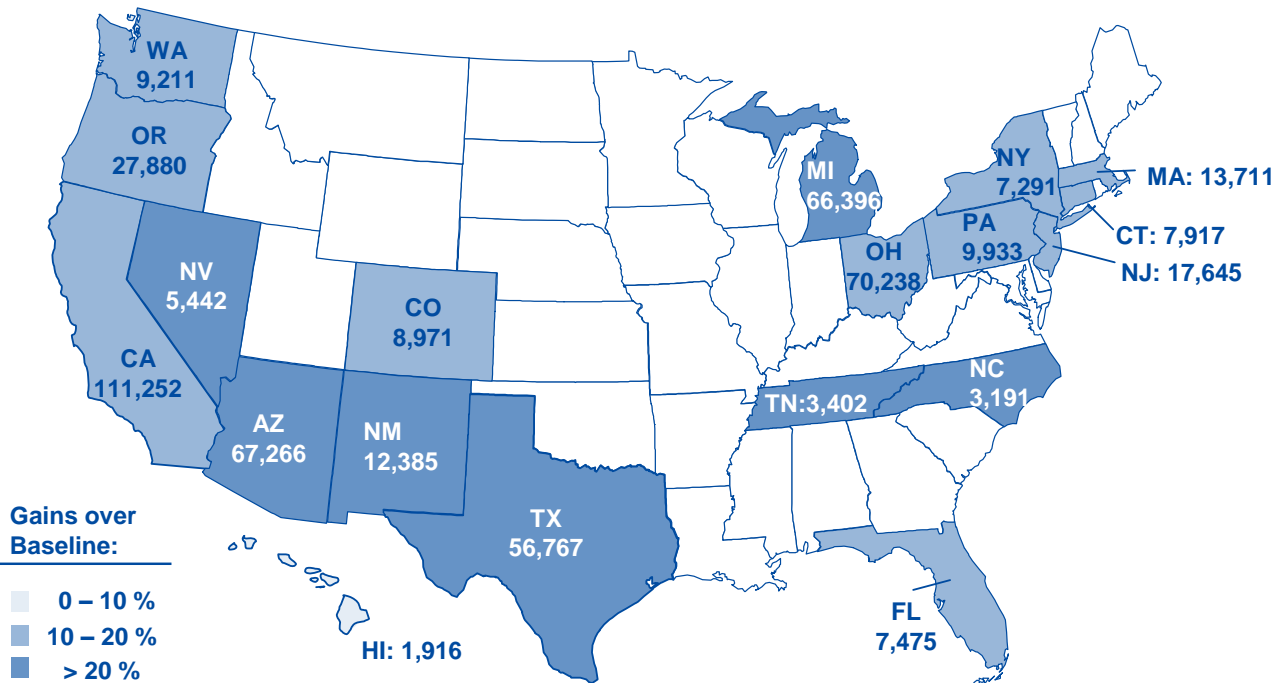 WA
9,211
OR
27,880
NV
5,442
CA
111,252
CO
8,971
AZ
67,266
NM
12,385
TX
56,767
MI
66,396
OH
70,238
NY
7,291
PA
9,933
MA: 13,711
CT: 7,917
NJ: 17,645
TN:3,402
NC
3,191
FL
7,475
HI: 1,916
Gains over
Baseline:
0 – 10 %
10 – 20 %
> 20 %